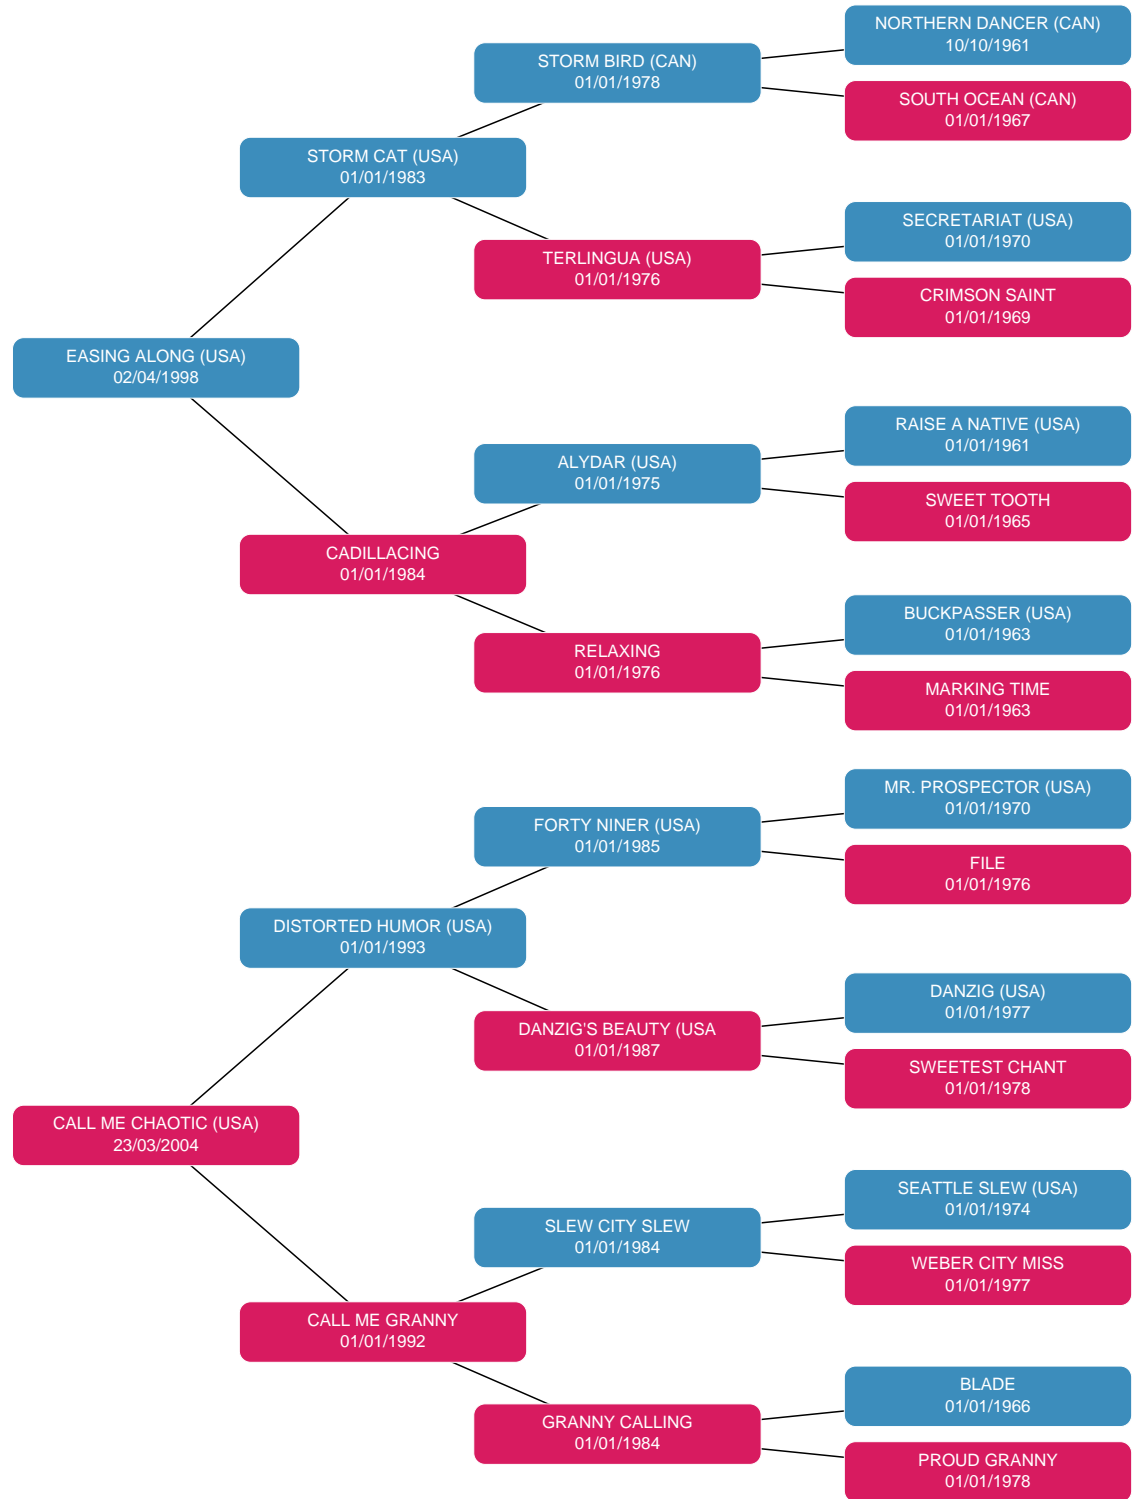 NORTHERN DANCER (CAN)
10/10/1961
STORM BIRD (CAN)
01/01/1978
SOUTH OCEAN (CAN)
01/01/1967
STORM CAT (USA)
01/01/1983
SECRETARIAT (USA)
01/01/1970
TERLINGUA (USA)
01/01/1976
CRIMSON SAINT
01/01/1969
EASING ALONG (USA)
02/04/1998
RAISE A NATIVE (USA)
01/01/1961
ALYDAR (USA)
01/01/1975
SWEET TOOTH
01/01/1965
CADILLACING
01/01/1984
BUCKPASSER (USA)
01/01/1963
RELAXING
01/01/1976
MARKING TIME
01/01/1963
MR. PROSPECTOR (USA)
01/01/1970
FORTY NINER (USA)
01/01/1985
FILE
01/01/1976
DISTORTED HUMOR (USA)
01/01/1993
DANZIG (USA)
01/01/1977
DANZIG'S BEAUTY (USA
01/01/1987
SWEETEST CHANT
01/01/1978
CALL ME CHAOTIC (USA)
23/03/2004
SEATTLE SLEW (USA)
01/01/1974
SLEW CITY SLEW
01/01/1984
WEBER CITY MISS
01/01/1977
CALL ME GRANNY
01/01/1992
BLADE
01/01/1966
GRANNY CALLING
01/01/1984
PROUD GRANNY
01/01/1978